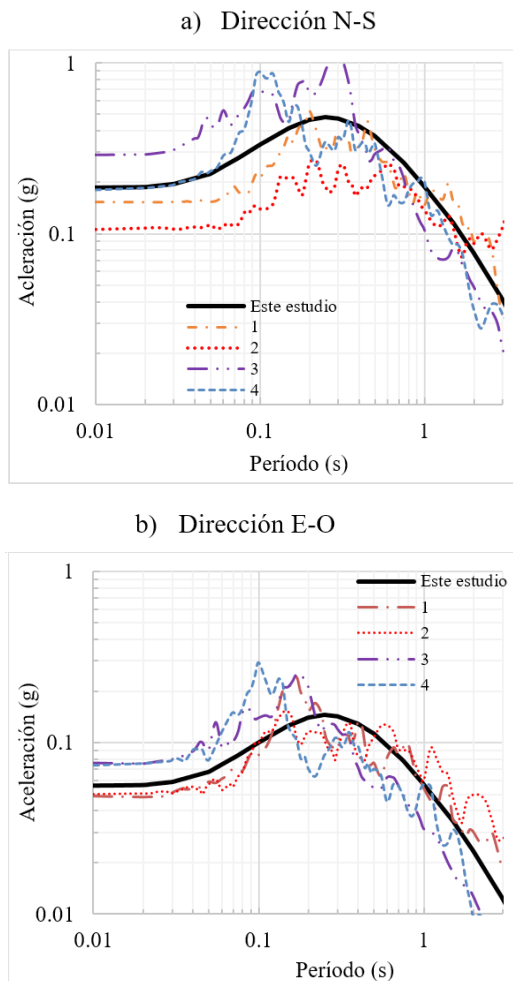 a) Dirección N-S
1
0.1
0.01
Acleración (g)
Este estudio
1
2
3
4
0.01 0.1 1
Período (s)
b) Dirección E-O
1
0.1
0.01
Aceleración (g)
Este estudio
1
2
3
4
0.01 0.1 1
Período (s)